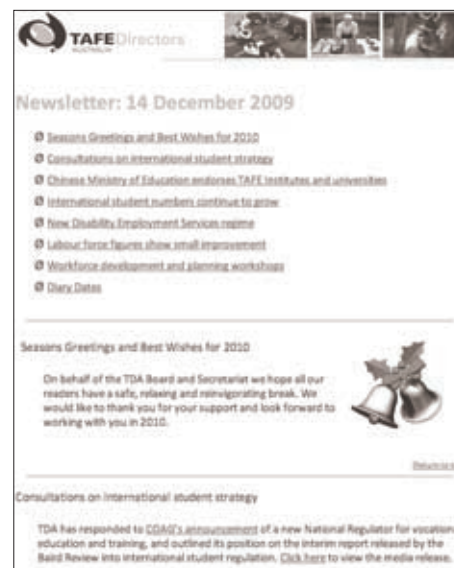 TAFEDirectors
AUSTRALIA
Newsletter: 14 December 2009
Seasons Greetings and Best Wishes for 2010
Consultations on international student strategy
Chinese Ministry of Education endorses TAFE Institutes and universities
International student numbers continue to grow
New Disability Employment Services regime
Labour force figures show small improvement
Workforce development and planning workshops
Diary Dates
Seasons Greetings and Best Wishes for 2010
On behalf of the TDA Board and Secretariat we hope all our
readers have a safe, relaxing and reinvigorating break. We
would like to thank you for your support and look forward to
working with you in 2010.
Return to
Consultations on international student strategy
TDA has responded to COAG's announcement of a new National Regulator for vocation
education and training, and outlined its position on the interim report released by the
Baird Review into international student regulation. Click here to view the media release.